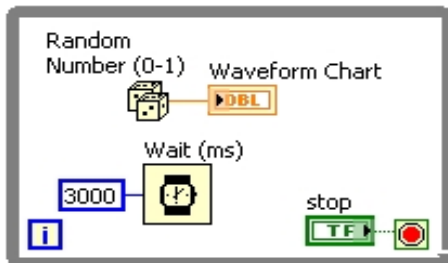 Random
Number (0-1)
Waveform Chart
DBL
Wait (ms)
3000
stop
TF
i